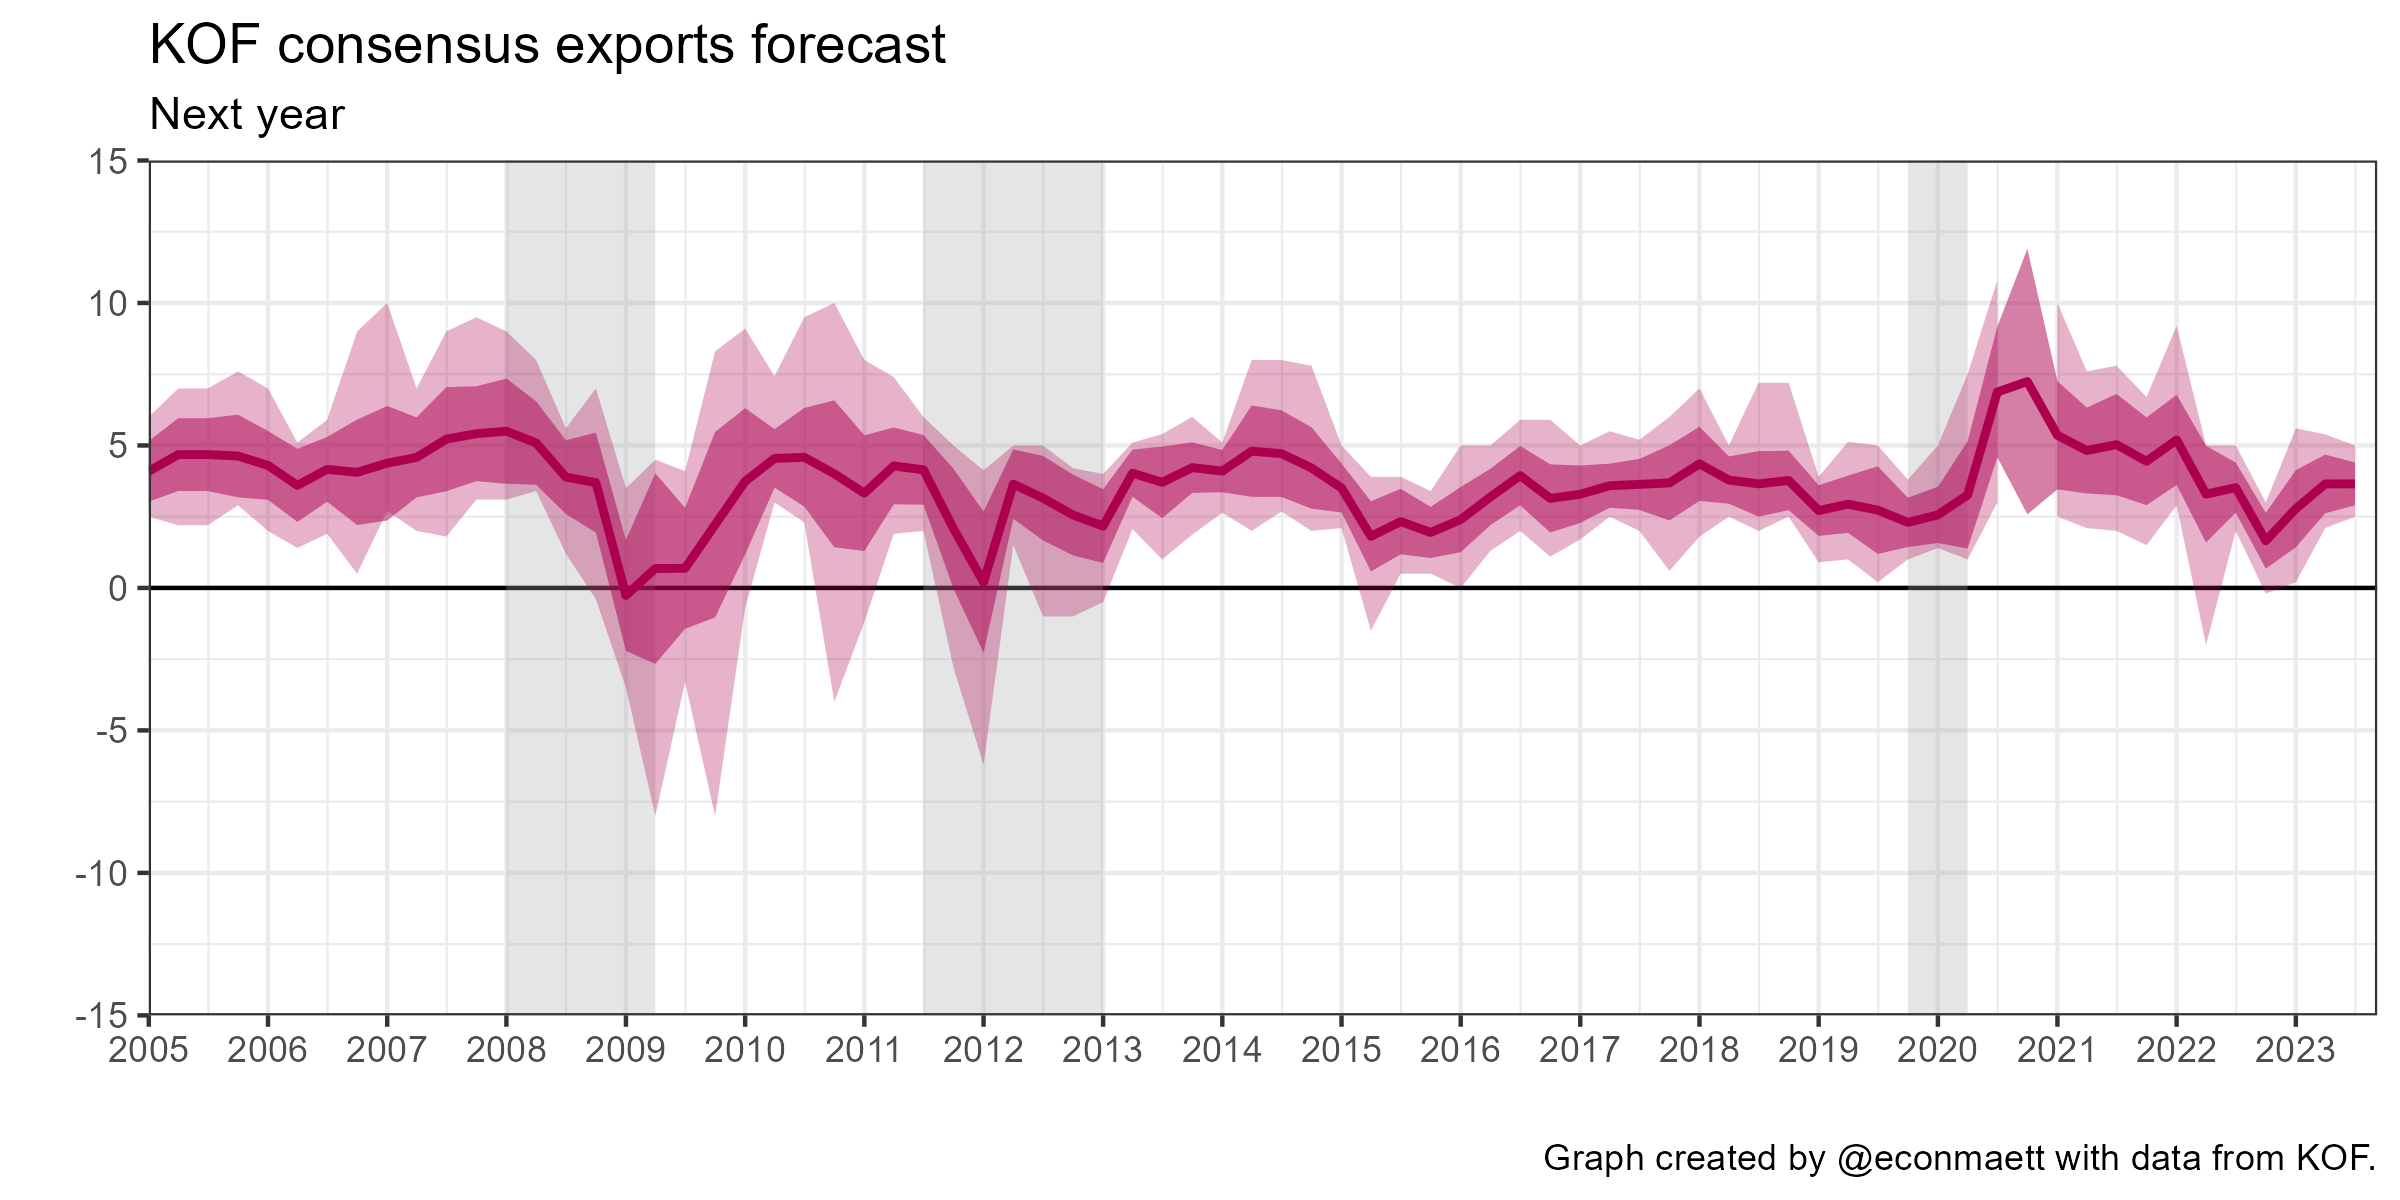 KOF consensus exports forecast
Next year
15
10
5
0
-5
-10
-15
2005 2006 2007 2008 2009 2010 2011 2012 2013 2014 2015 2016 2017 2018 2019 2020 2021 2022 2023
Graph created by @econmaett with data from KOF.